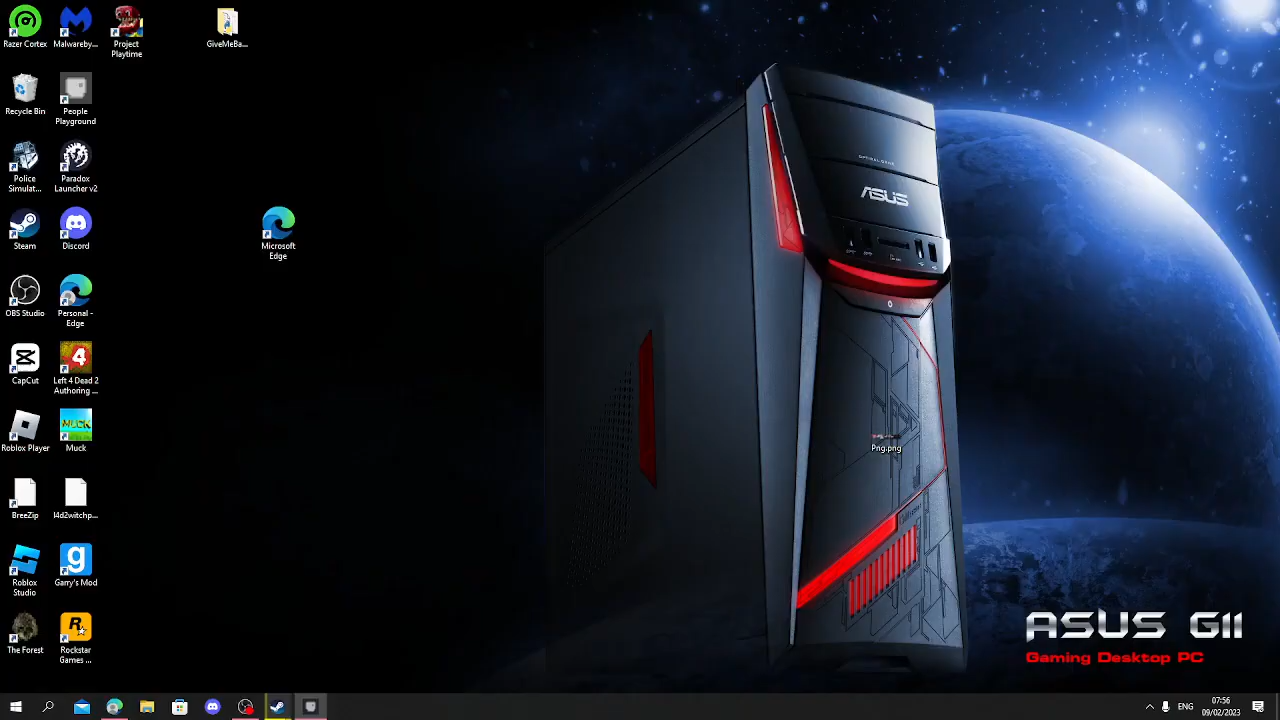 Razer Cortex
Malwareby...
Project
Playtime
GiveMeBa...
Recycle Bin
People
Playground
Police
Simulat...
Paradox
Launcher v2
Steam
Discord
Microsoft
Edge
OBS Studio
Personal -
Edge
CapCut
Left 4 Dead 2
Authoring ...
Roblox Player
MUCK
Muck
BreeZip
l4d2witchp...
Roblox
Studio
Garry's Mod
The Forest
Rockstar
Games ...
ASUS
Png.png
ASUS G11
Gaming Desktop PC
ENG
07:56
09/02/2023